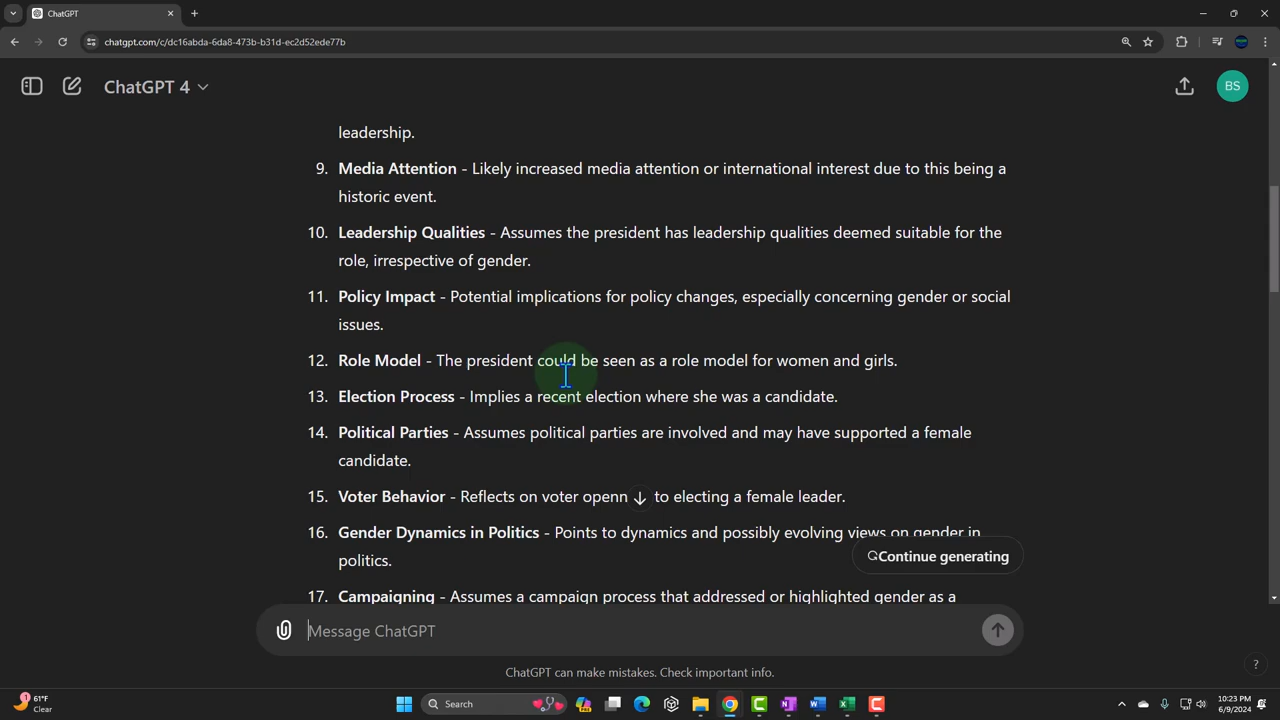 ChatGPT
chatgpt.com/c/dc16abda-6da8-473b-b31d-ec2d52ede77b
ChatGPT 4
BS
leadership.
9. Media Attention - Likely increased media attention or international interest due to this being a
historic event.
10. Leadership Qualities - Assumes the president has leadership qualities deemed suitable for the
role, irrespective of gender.
11. Policy Impact - Potential implications for policy changes, especially concerning gender or social
issues.
12. Role Model - The president could be seen as a role model for women and girls.
13. Election Process - Implies a recent election where she was a candidate.
14. Political Parties - Assumes political parties are involved and may have supported a female
candidate.
15. Voter Behavior - Reflects on voter openn to electing a female leader.
16. Gender Dynamics in Politics - Points to dynamics and possibly evolving views on gender in
politics.
Continue generating
17. Campaigning - Assumes a campaign process that addressed or highlighted gender as a
Message ChatGPT
ChatGPT can make mistakes. Check important info.
?
1
61°F
Clear
Search
10:23 PM
6/9/2024